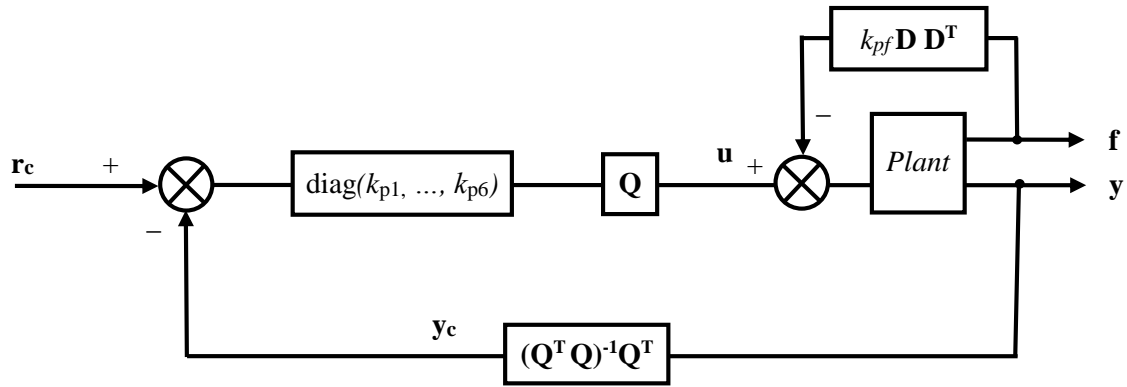 k_pf D D^T
−
r_c
+
−
diag(k_p1, ..., k_p6)
Q
u
+
Plant
f
y
y_c
(Q^T Q)^-1 Q^T